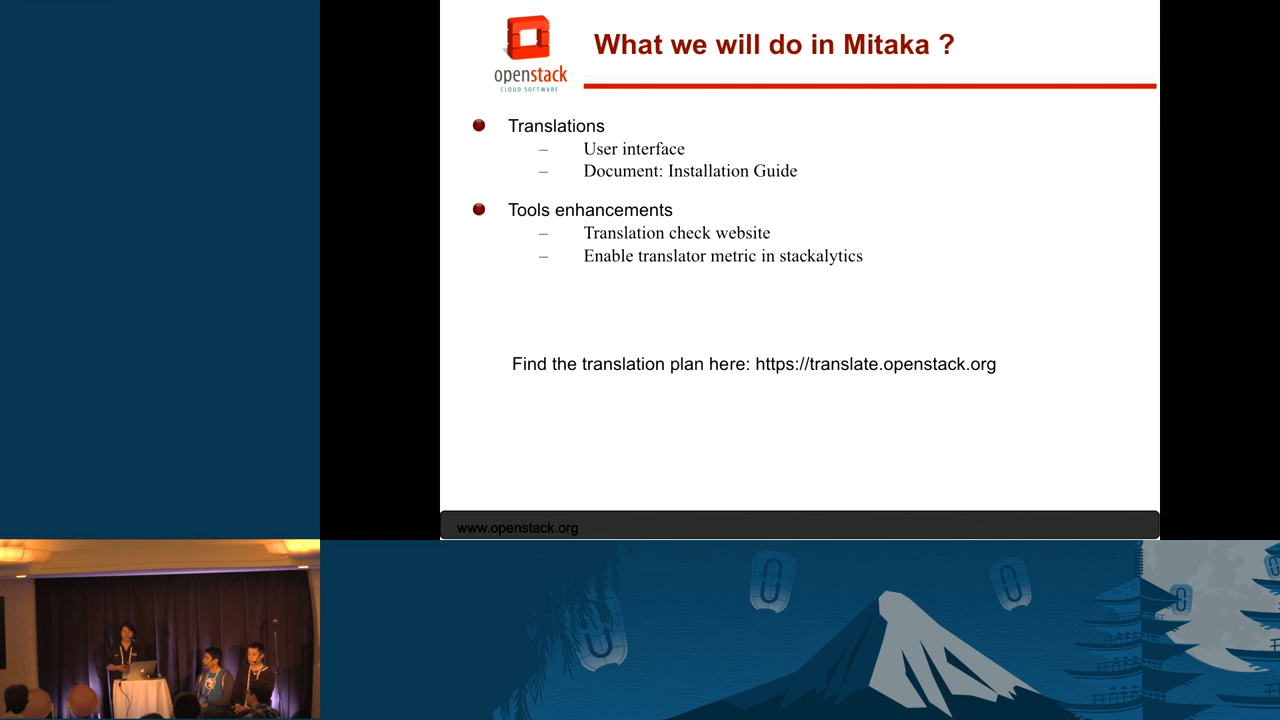 What we will do in Mitaka ?
openstack
CLOUD SOFTWARE
Translations
– User interface
– Document: Installation Guide
Tools enhancements
– Translation check website
– Enable translator metric in stackalytics
Find the translation plan here: https://translate.openstack.org
www.openstack.org